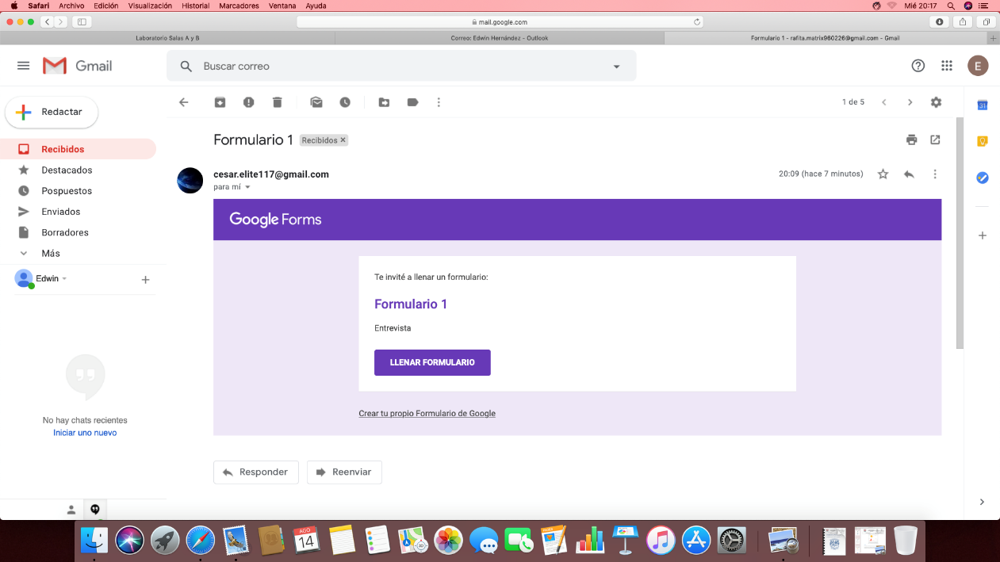 Safari Archivo Edición Visualización Historial Marcadores Ventana Ayuda Mié 20:17
mail.google.com
Laboratorio Salas A y B
Correo: Edwin Hernández - Outlook
Formulario 1 - rafita.matrix960226@gmail.com - Gmail
Gmail
Buscar correo
E
Redactar
1 de 5
Formulario 1 Recibidos ×
Recibidos
Destacados
Pospuestos
Enviados
Borradores
Más
Edwin
No hay chats recientes
Iniciar uno nuevo
cesar.elite117@gmail.com
20:09 (hace 7 minutos)
para mí
Google Forms
Te invité a llenar un formulario:
Formulario 1
Entrevista
LLENAR FORMULARIO
Crear tu propio Formulario de Google
Responder
Reenviar
31
AGO
14